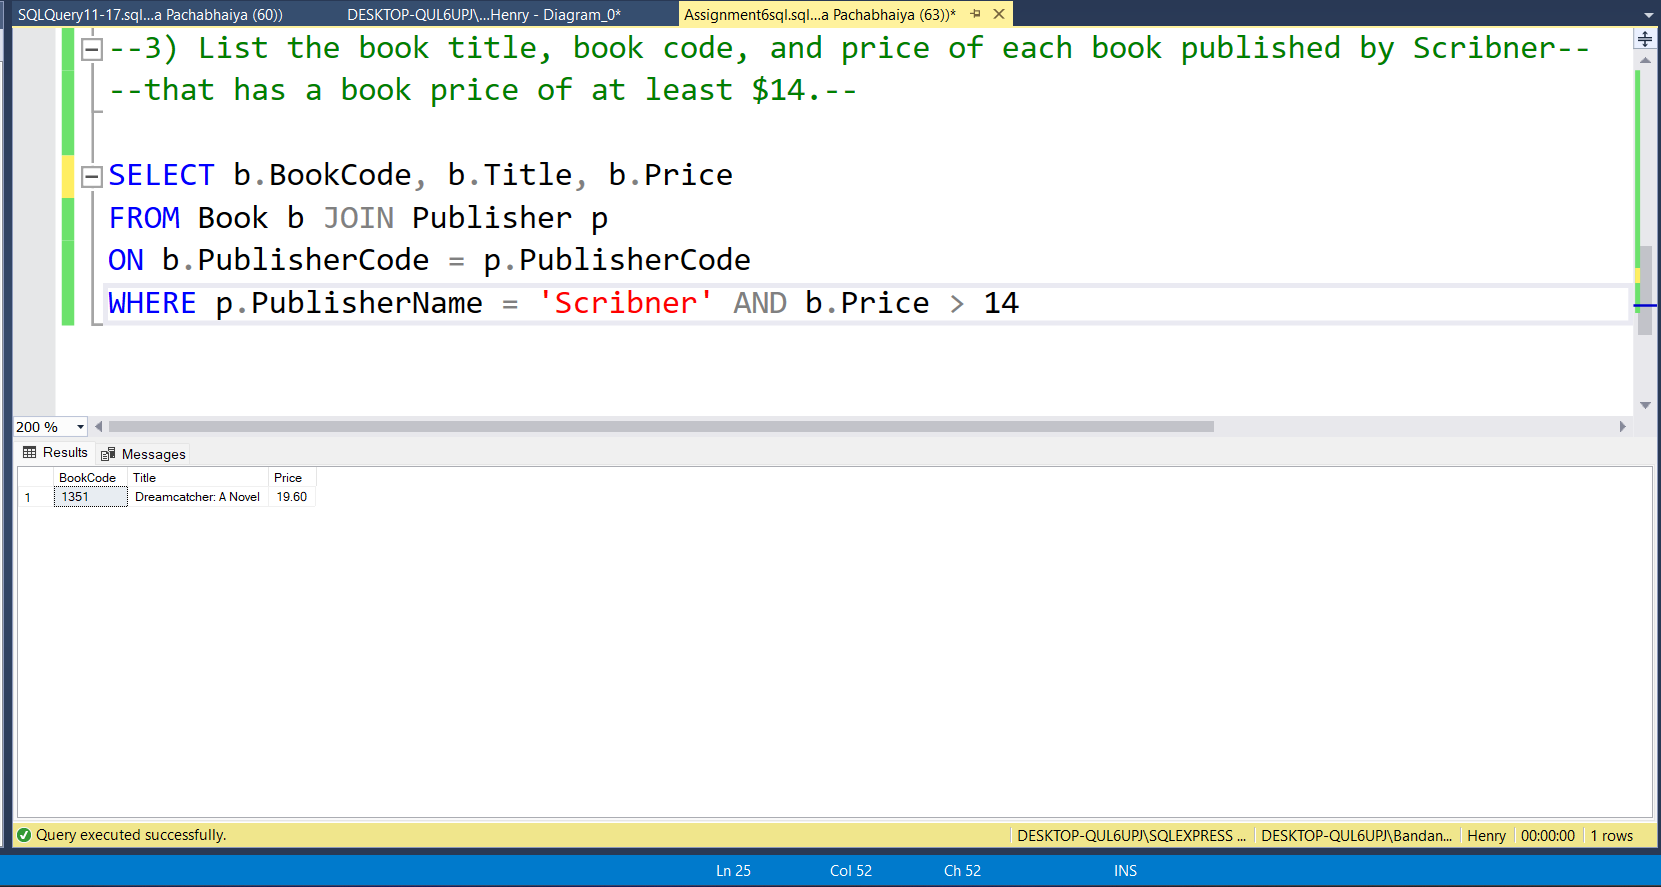 SQLQuery11-17.sql...a Pachabhaiya (60))
DESKTOP-QUL6UPJ\...Henry - Diagram_0*
Assignment6sql.sql...a Pachabhaiya (63))*
--3) List the book title, book code, and price of each book published by Scribner--
--that has a book price of at least $14.--
SELECT b.BookCode, b.Title, b.Price
FROM Book b JOIN Publisher p
ON b.PublisherCode = p.PublisherCode
WHERE p.PublisherName = 'Scribner' AND b.Price > 14
200 %
Results Messages
BookCode Title Price
1 1351 Dreamcatcher: A Novel 19.60
Query executed successfully. DESKTOP-QUL6UPJ\SQLEXPRESS ... DESKTOP-QUL6UPJ\Bandan... Henry 00:00:00 1 rows
Ln 25 Col 52 Ch 52 INS